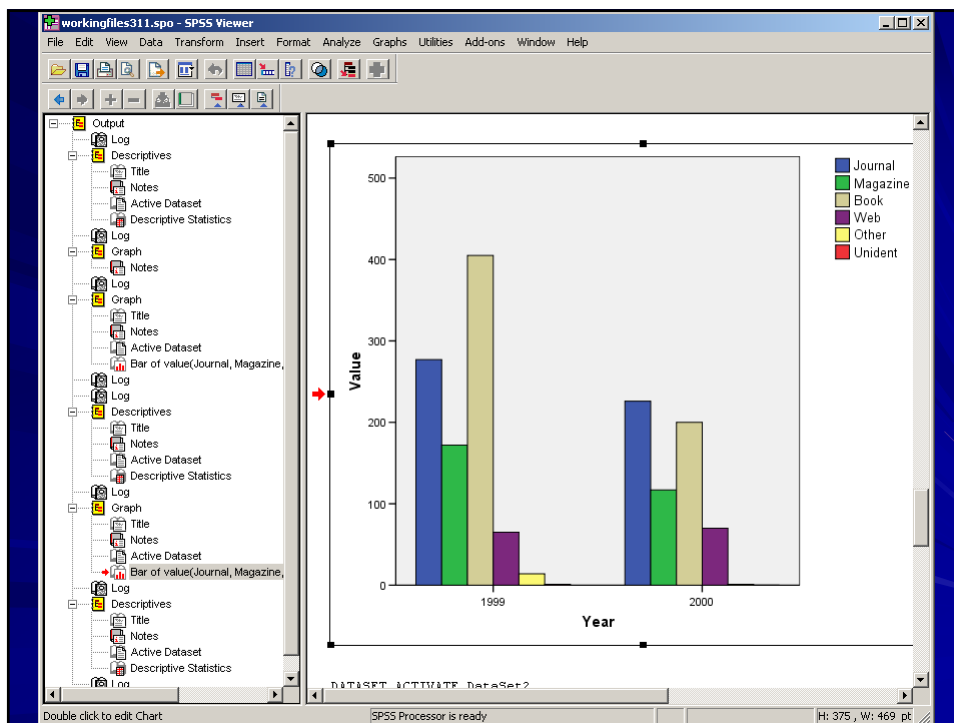 workingfiles311.spo - SPSS Viewer
File Edit View Data Transform Insert Format Analyze Graphs Utilities Add-ons Window Help
Output
Log
Descriptives
Title
Notes
Active Dataset
Descriptive Statistics
Log
Graph
Notes
Log
Graph
Title
Notes
Active Dataset
Bar of value(Journal, Magazine,
Log
Log
Descriptives
Title
Notes
Active Dataset
Descriptive Statistics
Log
Graph
Title
Notes
Active Dataset
Bar of value(Journal, Magazine,
Log
Descriptives
Title
Notes
Active Dataset
Descriptive Statistics
Log
Value
500
400
300
200
100
0
1999
2000
Year
Journal
Magazine
Book
Web
Other
Unident
DATASET ACTIVATE DataSet2
Double click to edit Chart
SPSS Processor is ready
H: 375 , W: 469 pt